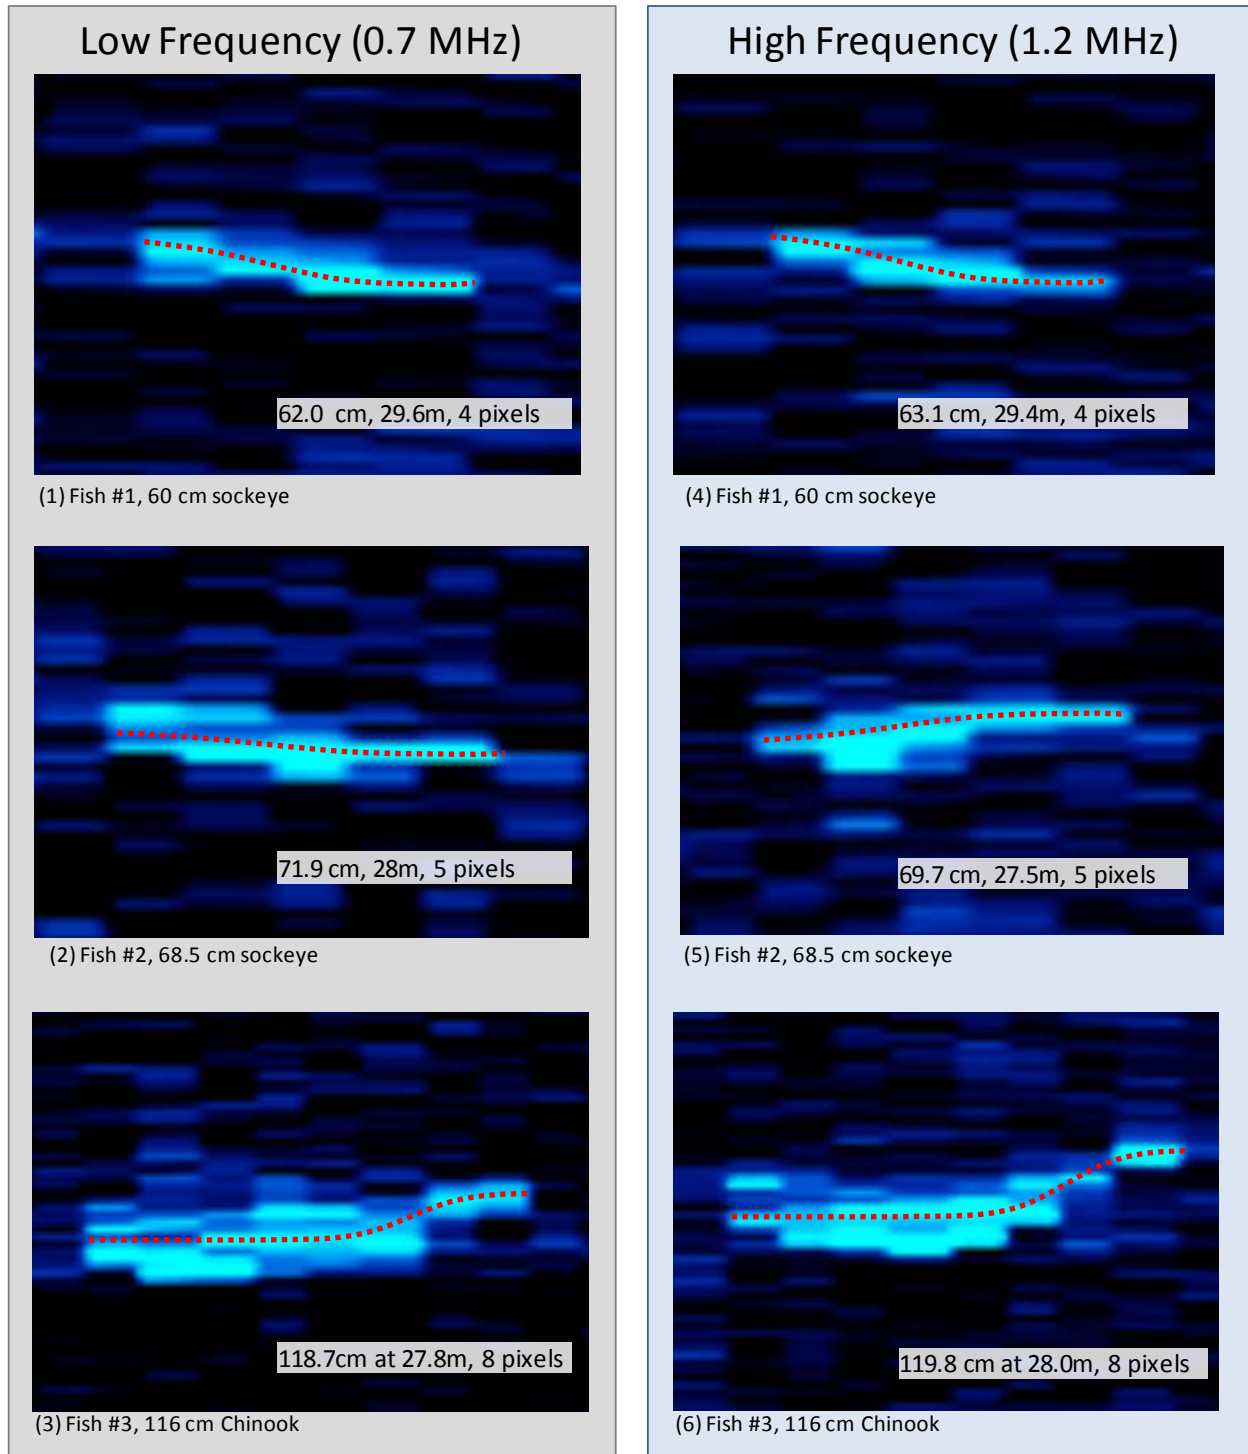 Low Frequency (0.7 MHz)
62.0 cm, 29.6m, 4 pixels
(1) Fish #1, 60 cm sockeye
71.9 cm, 28m, 5 pixels
(2) Fish #2, 68.5 cm sockeye
118.7cm at 27.8m, 8 pixels
(3) Fish #3, 116 cm Chinook
High Frequency (1.2 MHz)
63.1 cm, 29.4m, 4 pixels
(4) Fish #1, 60 cm sockeye
69.7 cm, 27.5m, 5 pixels
(5) Fish #2, 68.5 cm sockeye
119.8 cm at 28.0m, 8 pixels
(6) Fish #3, 116 cm Chinook